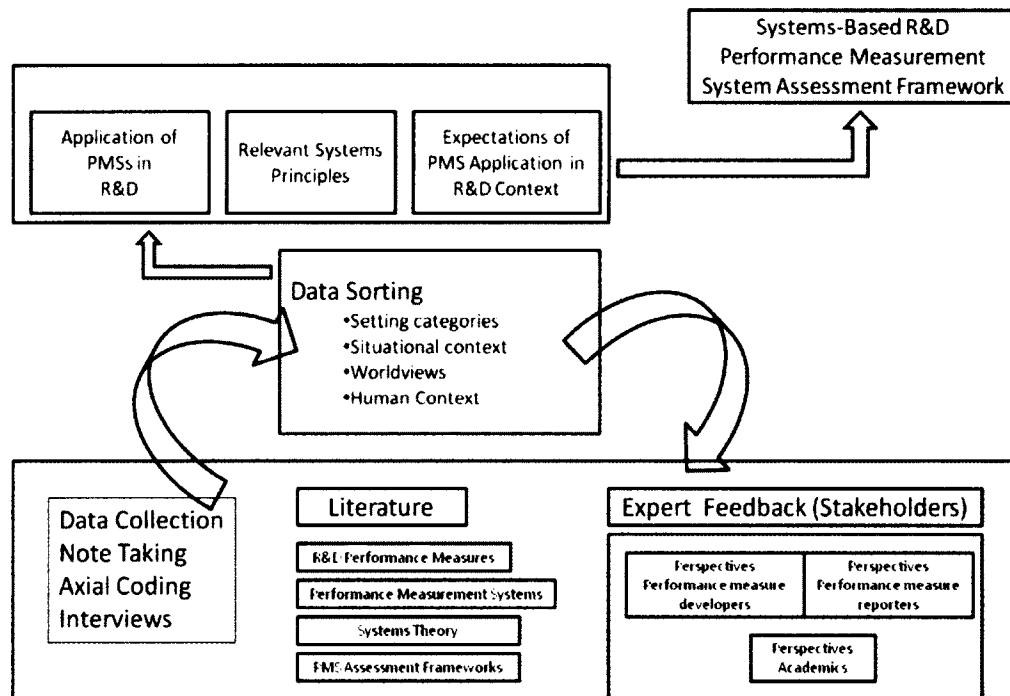 Systems-Based R&D
Performance Measurement
System Assessment Framework
Application of
PMSs in
R&D
Relevant Systems
Principles
Expectations of
PMS Application in
R&D Context
Data Sorting
•Setting categories
•Situational context
•Worldviews
•Human Context
Data Collection
Note Taking
Axial Coding
Interviews
Literature
R&D Performance Measures
Performance Measurement Systems
Systems Theory
PMS Assessment Frameworks
Expert Feedback (Stakeholders)
Perspectives
Performance measure
developers
Perspectives
Performance measure
reporters
Perspectives
Academics